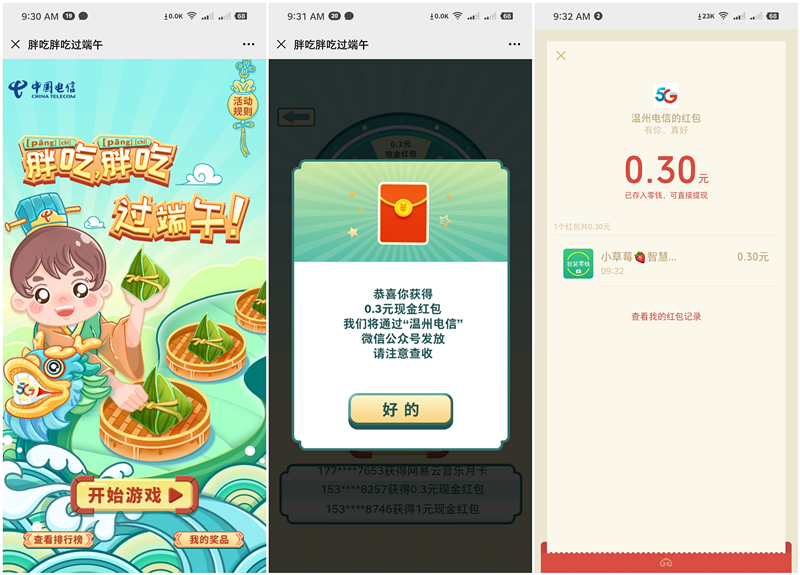 9:30 AM 19
0.0K 68
胖吃胖吃过端午
中国电信
CHINA TELECOM
活动
规则
[pāng] [chī] [pāng] [chī]
胖吃,胖吃
过端午!
5G
开始游戏
查看排行榜
我的奖品
9:31 AM 20
0.0K 68
胖吃胖吃过端午
0.3元
现金红包
恭喜你获得
0.3元现金红包
我们将通过“温州电信”
微信公众号发放
请注意查收
好的
177****7653获得网易云音乐月卡
153****8257获得0.3元现金红包
153****8746获得1元现金红包
9:32 AM 2
23K 68
5G
温州电信的红包
有你，真好
0.30元
已存入零钱，可直接提现
1个红包共0.30元
小草莓🍓智慧...
0.30元
09:32
查看我的红包记录